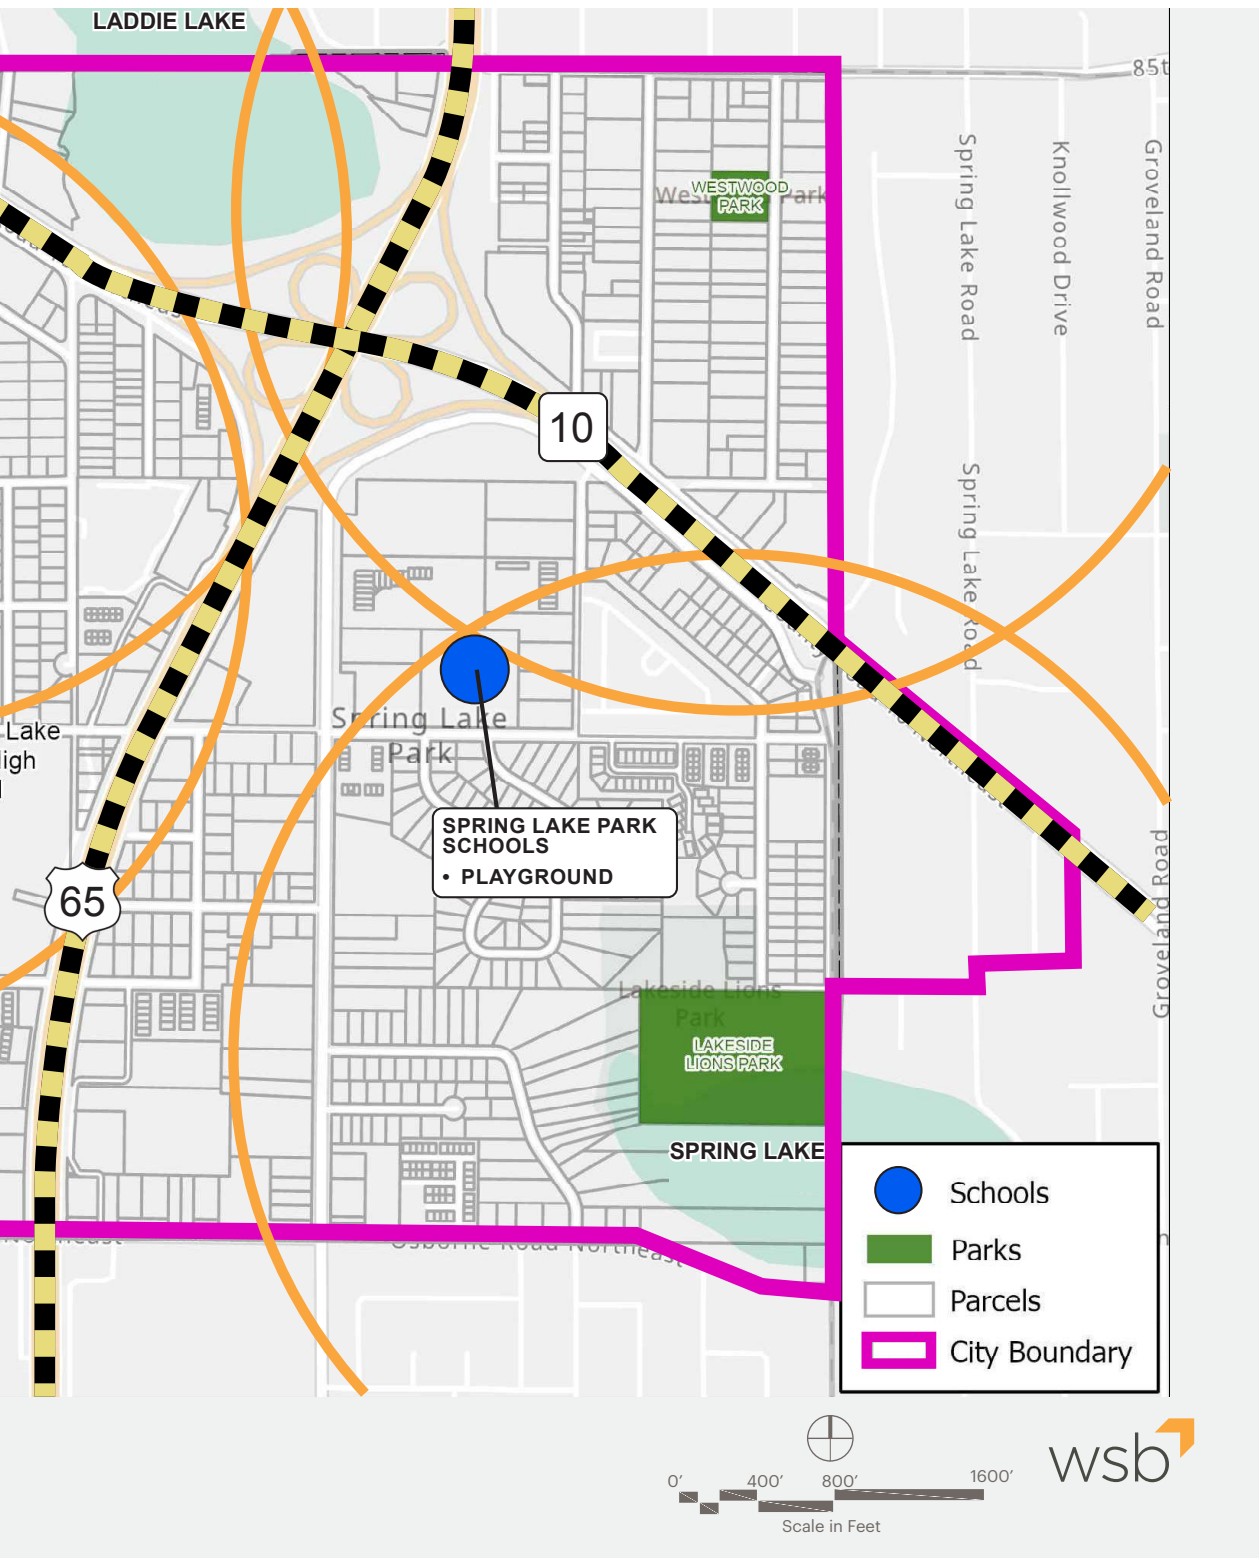 LADDIE LAKE
85t
Spring Lake Road
Knollwood Drive
Groveland Road
WESTWOOD
PARK
Park
10
Spring Lake Road
Spring Lake
Park
Lake
High
SPRING LAKE PARK
SCHOOLS
• PLAYGROUND
65
Groveland Road
Lakeside Lions
Park
LAKESIDE
LIONS PARK
SPRING LAKE
Osborne Road Northeast
Schools
Parks
Parcels
City Boundary
0'
400'
800'
1600'
Scale in Feet
wsb